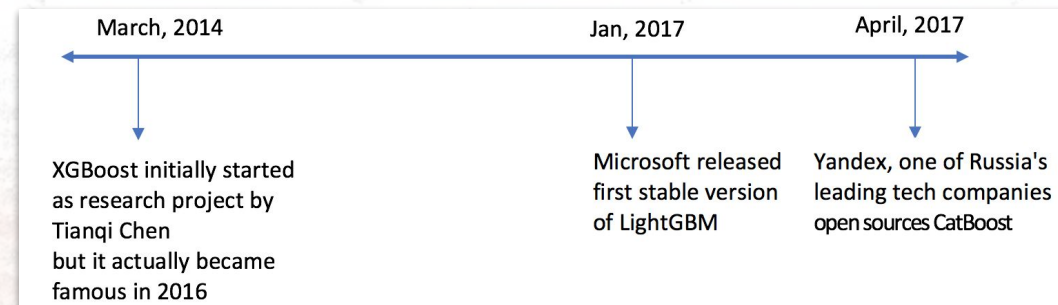 March, 2014
Jan, 2017
April, 2017
XGBoost initially started
as research project by
Tianqi Chen
but it actually became
famous in 2016
Microsoft released
first stable version
of LightGBM
Yandex, one of Russia's
leading tech companies
open sources CatBoost